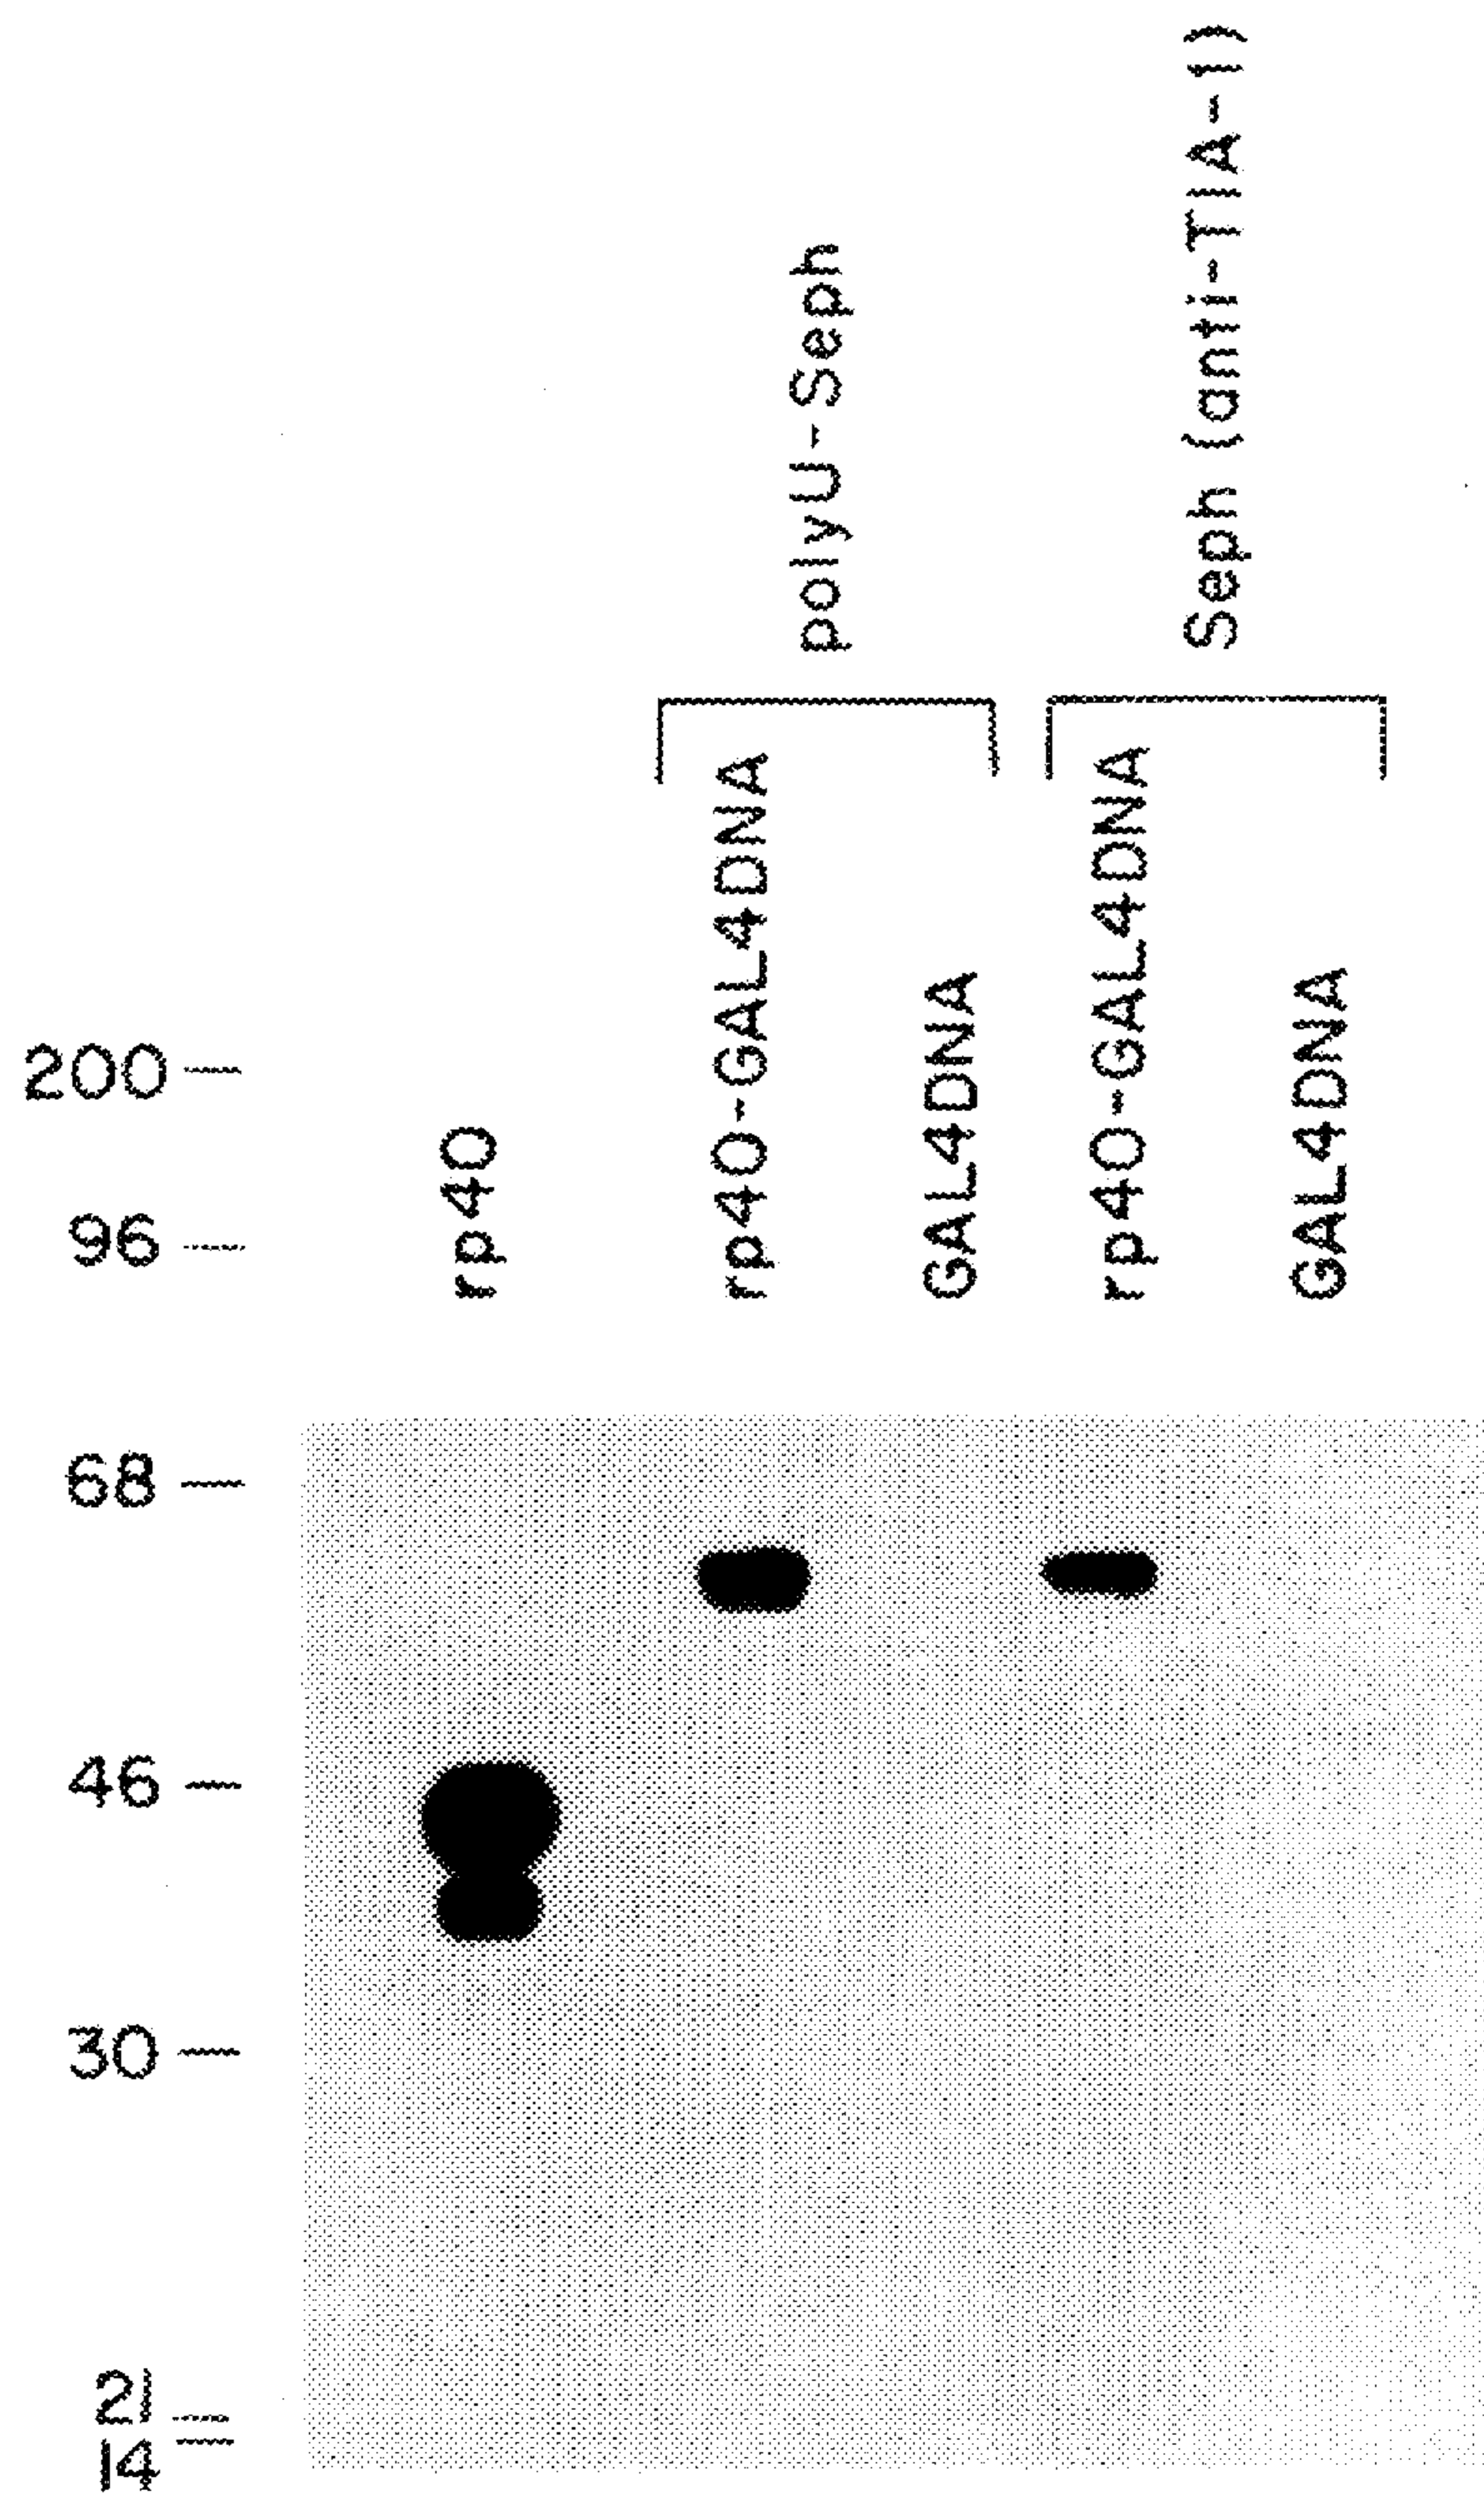 polyU-Seph
Seph (anti-TIA-1)
rp40
rp40-GAL4DNA
GAL4DNA
rp40-GAL4DNA
GAL4DNA
200
96
68
46
30
21
14